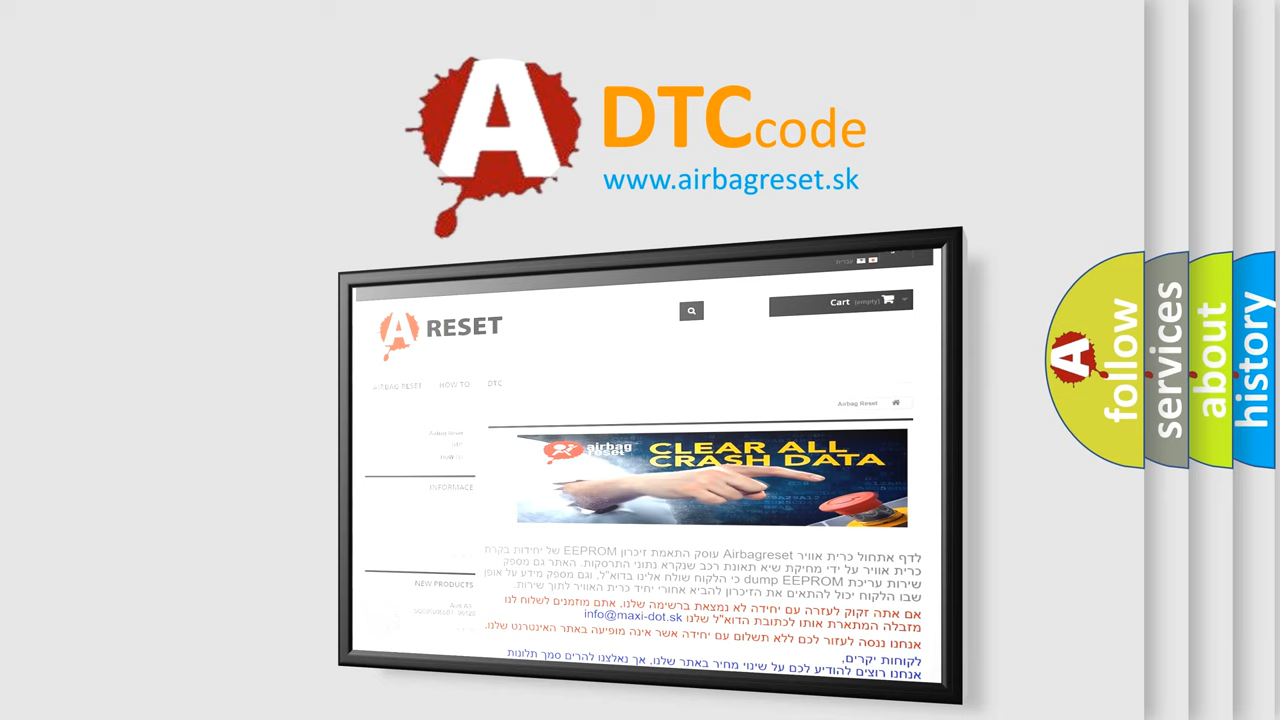 A DTC code
www.airbagreset.sk
עברית
Cart (empty)
A RESET
AIRBAG RESET HOW TO DTC
Airbag Reset
Airbag Reset
HOW TO
INFORMACE
NEW PRODUCTS
airbag reset
CLEAR ALL
CRASH DATA
לדף אתחול כרית אוויר Airbagreset עוסק התאמת זיכרון EEPROM של יחידות בקרת
כרית אוויר על ידי מחיקת שיא תאונת רכב שנקרא נתוני התרסקות. האתר גם מספק
שירות עריכת dump EEPROM כי הלקוח שולח אלינו בדוא"ל, וגם מספק מידע על אופן
שבו הלקוח יכול להתאים את הזיכרון להביא אחורי יחיד כרית האוויר לתוך שירות.
אם אתה זקוק לעזרה עם יחידה לא נמצאת ברשימה שלנו, אתם מוזמנים לשלוח לנו
מזבלה המתארת אותו לכתובת הדוא"ל שלנו info@maxi-dot.sk
אנחנו ננסה לעזור לכם ללא תשלום עם יחידה אשר אינה מופיעה באתר האינטרנט שלנו.
לקוחות יקרים,
אנחנו רוצים להודיע לכם על שינוי מחיר באתר שלנו, אך נאלצנו להרים סמך תלונות
A
follow
services
about
history